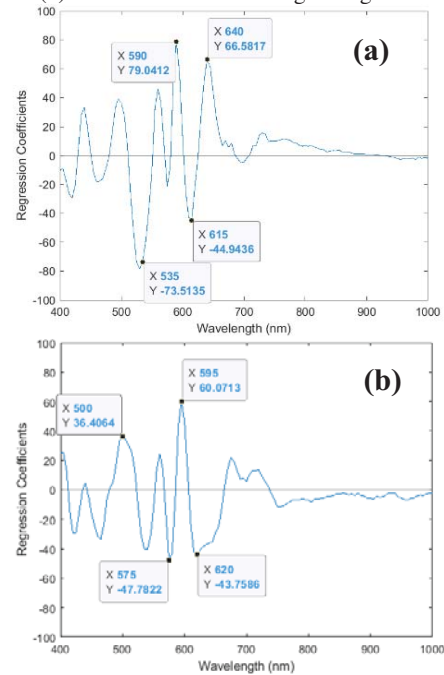 (a)
X 590
Y 79.0412
X 640
Y 66.5817
X 615
Y -44.9436
X 535
Y -73.5135
Regression Coefficients
100
80
60
40
20
0
-20
-40
-60
-80
-100
400 500 600 700 800 900 1000
Wavelength (nm)
(b)
X 500
Y 36.4064
X 595
Y 60.0713
X 575
Y -47.7822
X 620
Y -43.7586
Regression Coefficients
100
80
60
40
20
0
-20
-40
-60
-80
-100
400 500 600 700 800 900 1000
Wavelength (nm)